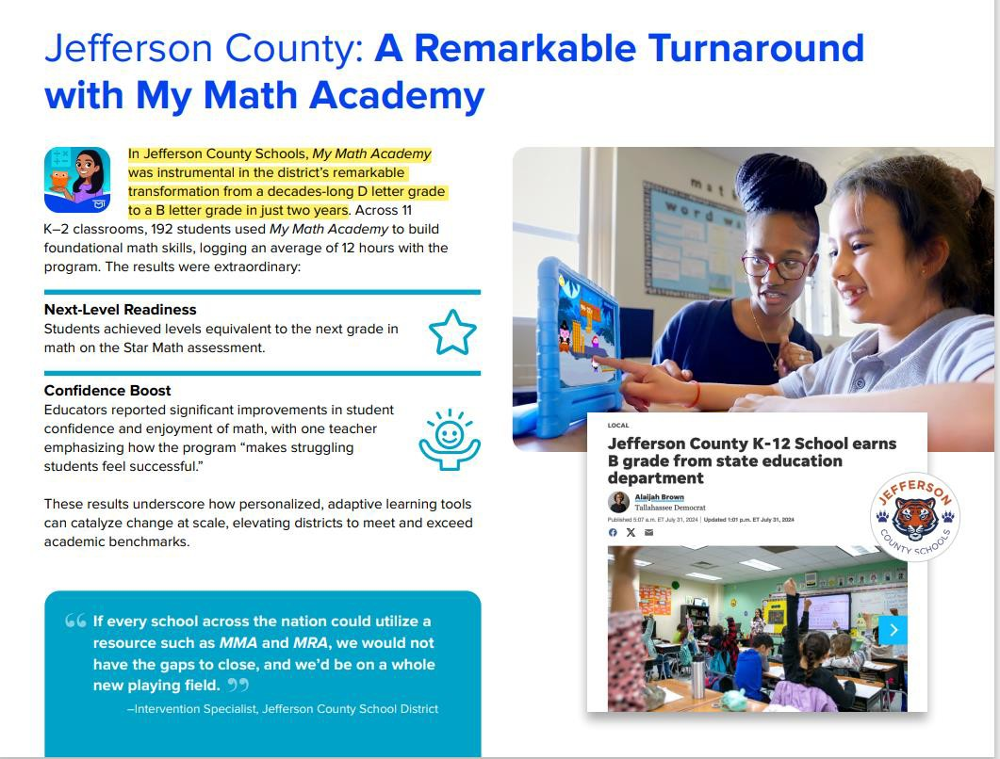 Jefferson County: A Remarkable Turnaround
with My Math Academy
In Jefferson County Schools, My Math Academy
was instrumental in the district’s remarkable
transformation from a decades-long D letter grade
to a B letter grade in just two years. Across 11
K–2 classrooms, 192 students used My Math Academy to build
foundational math skills, logging an average of 12 hours with the
program. The results were extraordinary:
Next-Level Readiness
Students achieved levels equivalent to the next grade in
math on the Star Math assessment.
Confidence Boost
Educators reported significant improvements in student
confidence and enjoyment of math, with one teacher
emphasizing how the program “makes struggling
students feel successful.”
These results underscore how personalized, adaptive learning tools
can catalyze change at scale, elevating districts to meet and exceed
academic benchmarks.
“If every school across the nation could utilize a
resource such as MMA and MRA, we would not
have the gaps to close, and we’d be on a whole
new playing field.”
–Intervention Specialist, Jefferson County School District
math
word wall
LOCAL
Jefferson County K-12 School earns
B grade from state education
department
Alaijah Brown
Tallahassee Democrat
Published 5:07 a.m. ET July 31, 2024 | Updated 1:01 p.m. ET July 31, 2024
JEFFERSON
COUNTY SCHOOLS